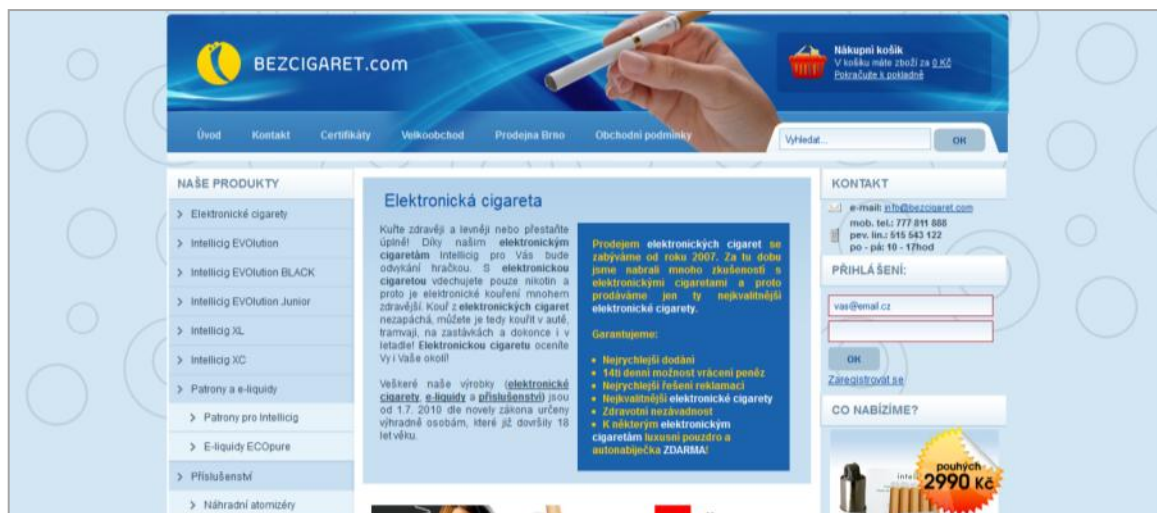 BEZCIGARET.com
Nákupní košík
V košíku máte zboží za 0 Kč
Pokračujte k pokladně
Úvod
Kontakt
Certifikáty
Velkoobchod
Prodejna Brno
Obchodní podmínky
Vyhledat...
OK
NAŠE PRODUKTY
Elektronické cigarety
Intellicig EVOlution
Intellicig EVOlution BLACK
Intellicig EVOlution Junior
Intellicig XL
Intellicig XC
Patrony a e-liquidy
Patrony pro Intellicig
E-liquidy ECOpure
Příslušenství
Náhradní atomizéry
Elektronická cigareta
Kuřte zdravěji a levněji nebo přestaňte
úplně! Díky našim elektronickým
cigaretám Intellicig pro Vás bude
odvykání hračkou. S elektronickou
cigaretou vdechujete pouze nikotin a
proto je elektronické kouření mnohem
zdravější. Kouř z elektronických cigaret
nezapáchá, můžete je tedy kouřit v autě,
tramvaji, na zastávkách a dokonce i v
letadle! Elektronickou cigaretu oceníte
Vy i Vaše okolí!
Veškeré naše výrobky (elektronické
cigarety, e-liquidy a příslušenství) jsou
od 1.7. 2010 dle novely zákona určeny
výhradně osobám, které již dovršily 18
let věku.
Prodejem elektronických cigaret se
zabýváme od roku 2007. Za tu dobu
jsme nabrali mnoho zkušeností s
elektronickými cigaretami a proto
prodáváme jen ty nejkvalitnější
elektronické cigarety.
Garantujeme:
Nejrychlejší dodání
14ti denní možnost vrácení peněz
Nejrychlejší řešení reklamací
Nejkvalitnější elektronické cigarety
Zdravotní nezávadnost
K některým elektronickým
cigaretám luxusní pouzdro a
autonabíječka ZDARMA!
KONTAKT
e-mail: info@bezcigaret.com
mob. tel.: 777 811 888
pev. lin.: 515 543 122
po - pá: 10 - 17hod
PŘIHLÁŠENÍ:
vas@email.cz
OK
Zaregistrovat se
CO NABÍZÍME?
pouhých
2990 Kč